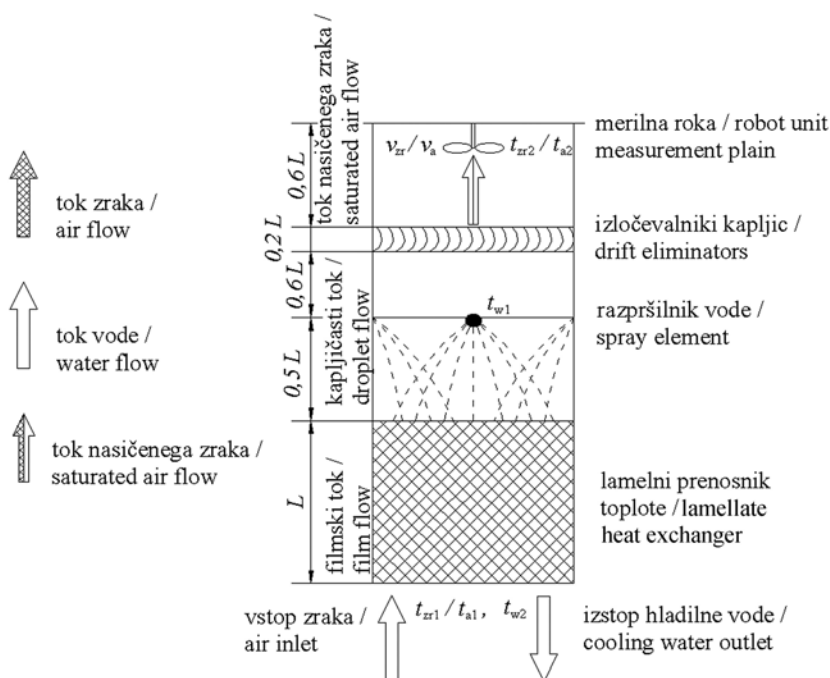 tok zraka /
air flow
tok vode /
water flow
tok nasičenega zraka /
saturated air flow
0,6 L
0,2 L
0,6 L
0,5 L
L
tok nasičenega zraka /
saturated air flow
kapljičasti tok /
droplet flow
filmski tok /
film flow
v_zr / v_a
t_zr2 / t_a2
t_w1
merilna roka / robot unit
measurement plain
izločevalniki kapljic /
drift eliminators
razpršilnik vode /
spray element
lamelni prenosnik
toplote / lamellate
heat exchanger
vstop zraka /
air inlet
t_zr1 / t_a1, t_w2
izstop hladilne vode /
cooling water outlet